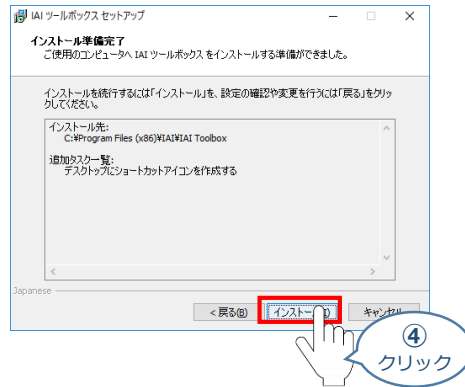 IAI ツールボックス セットアップ
インストール準備完了
ご使用のコンピュータへ IAI ツールボックス をインストールする準備ができました。
インストールを続行するには「インストール」を、設定の確認や変更を行うには「戻る」をクリッ
クしてください。
インストール先:
C:¥Program Files (x86)¥IAI¥IAI Toolbox
追加タスク一覧:
デスクトップにショートカットアイコンを作成する
Japanese
< 戻る(B)
インストー
キャンセル
④
クリック